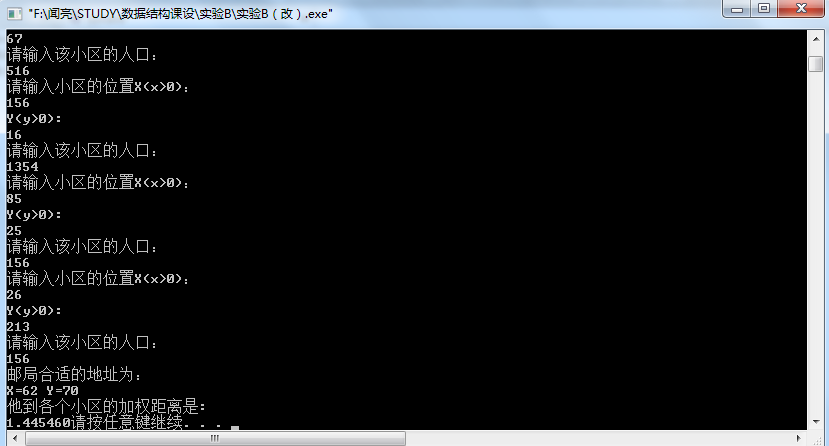 "F:\闻亮\STUDY\数据结构课设\实验B\实验B（改）.exe"
67
请输入该小区的人口：
516
请输入小区的位置X(x>0)；
156
Y(y>0):
16
请输入该小区的人口：
1354
请输入小区的位置X(x>0)；
85
Y(y>0):
25
请输入该小区的人口：
156
请输入小区的位置X(x>0)；
26
Y(y>0):
213
请输入该小区的人口：
156
邮局合适的地址为：
X=62 Y=70
他到各个小区的加权距离是:
1.445460请按任意键继续. . .